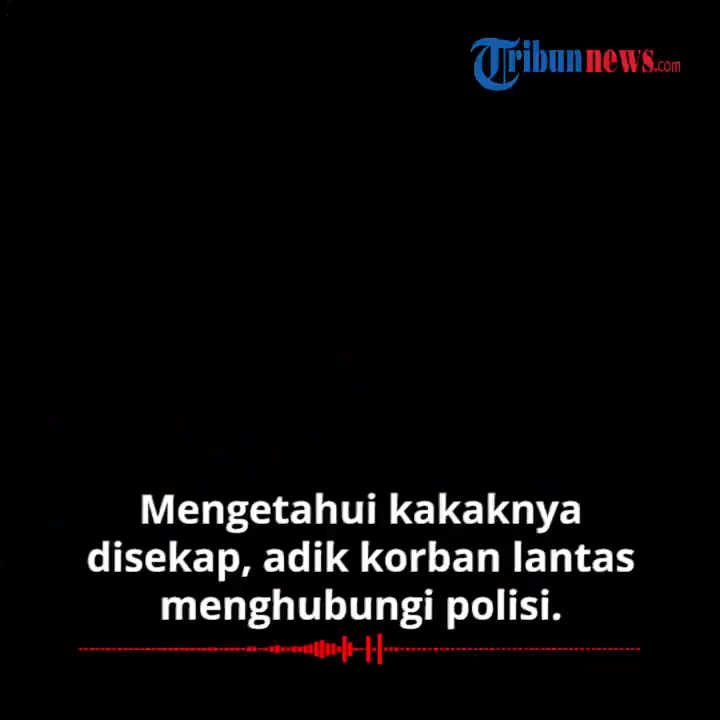 Tribunnews.com
Mengetahui kakaknya
disekap, adik korban lantas
menghubungi polisi.